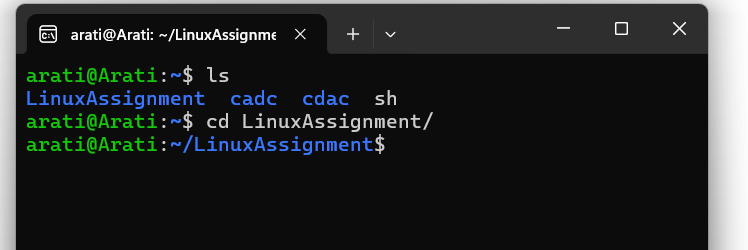 arati@Arati: ~/LinuxAssignme
arati@Arati:~$ ls
LinuxAssignment  cadc  cdac  sh
arati@Arati:~$ cd LinuxAssignment/
arati@Arati:~/LinuxAssignment$